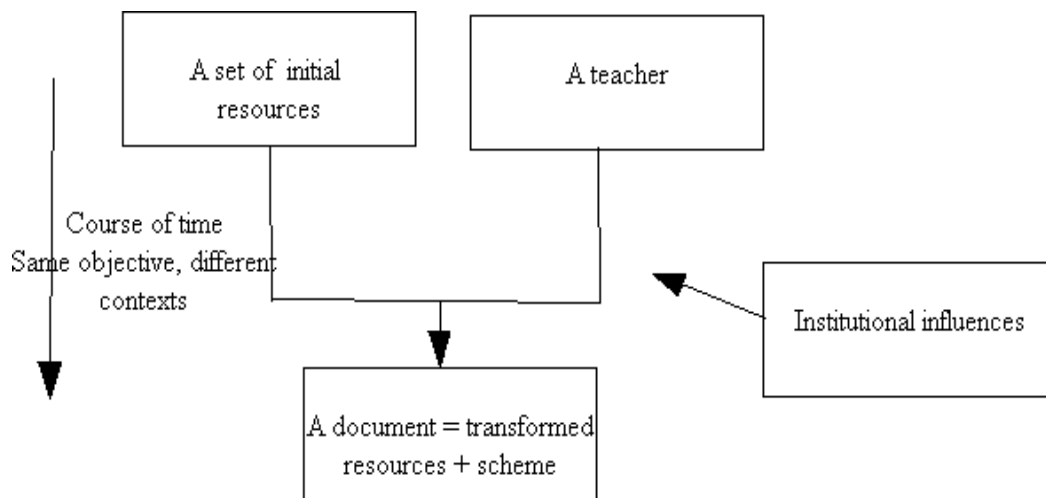 A set of initial
resources
A teacher
Course of time
Same objective, different
contexts
Institutional influences
A document = transformed
resources + scheme